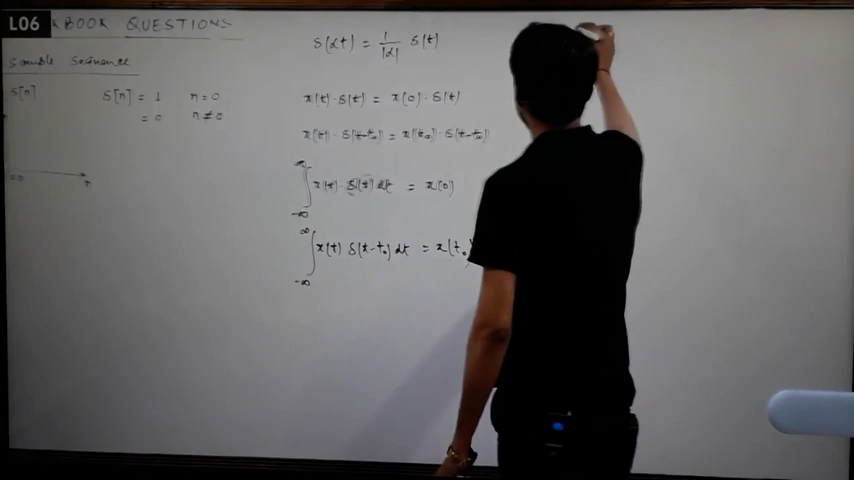 L06 KBOOK QUESTIONS
Sample Sequence
δ[n]
δ[n] = 1 n=0
= 0 n≠0
n
δ(αt) = 1/|α| δ(t)
x(t)·δ(t) = x(0)·δ(t)
x(t)·δ(t-t₀) = x(t₀)·δ(t-t₀)
∫_{-∞}^{∞} x(t)·δ(t) dt = x(0)
∫_{-∞}^{∞} x(t) δ(t-t₀) dt = x(t₀)